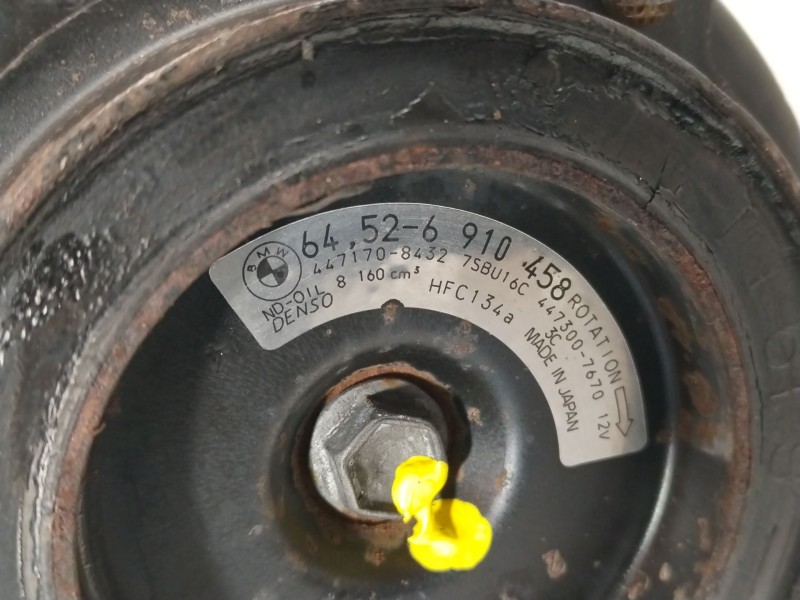 BMW
64.52-6 910 458 ROTATION
447170-8432 7SBU16C 447300-7670 12V
ND-OIL 8 160 cm³ HFC134a 3C
DENSO MADE IN JAPAN